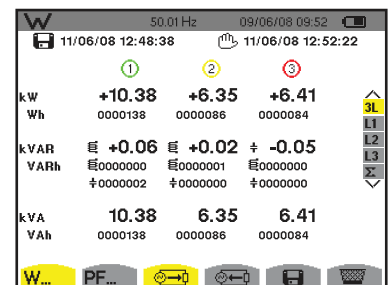 W 50.01 Hz 09/06/08 09:52
11/06/08 12:48:38 11/06/08 12:52:22
1 2 3
kW +10.38 +6.35 +6.41
Wh 0000138 0000086 0000084
3L
L1
L2
L3
Σ
kVAR +0.06 +0.02 -0.05
VARh 0000000 0000001 0000000
0000002 0000000 0000000
kVA 10.38 6.35 6.41
VAh 0000138 0000086 0000084
W... PF...